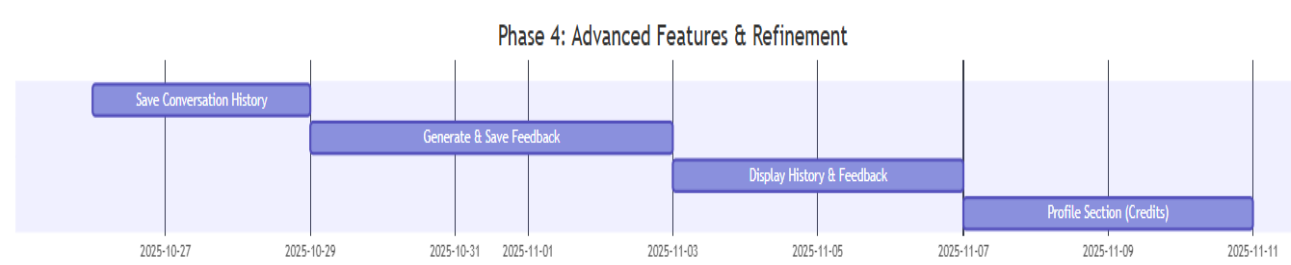 Phase 4: Advanced Features & Refinement
Save Conversation History
Generate & Save Feedback
Display History & Feedback
Profile Section (Credits)
2025-10-27 2025-10-29 2025-10-31 2025-11-01 2025-11-03 2025-11-05 2025-11-07 2025-11-09 2025-11-11